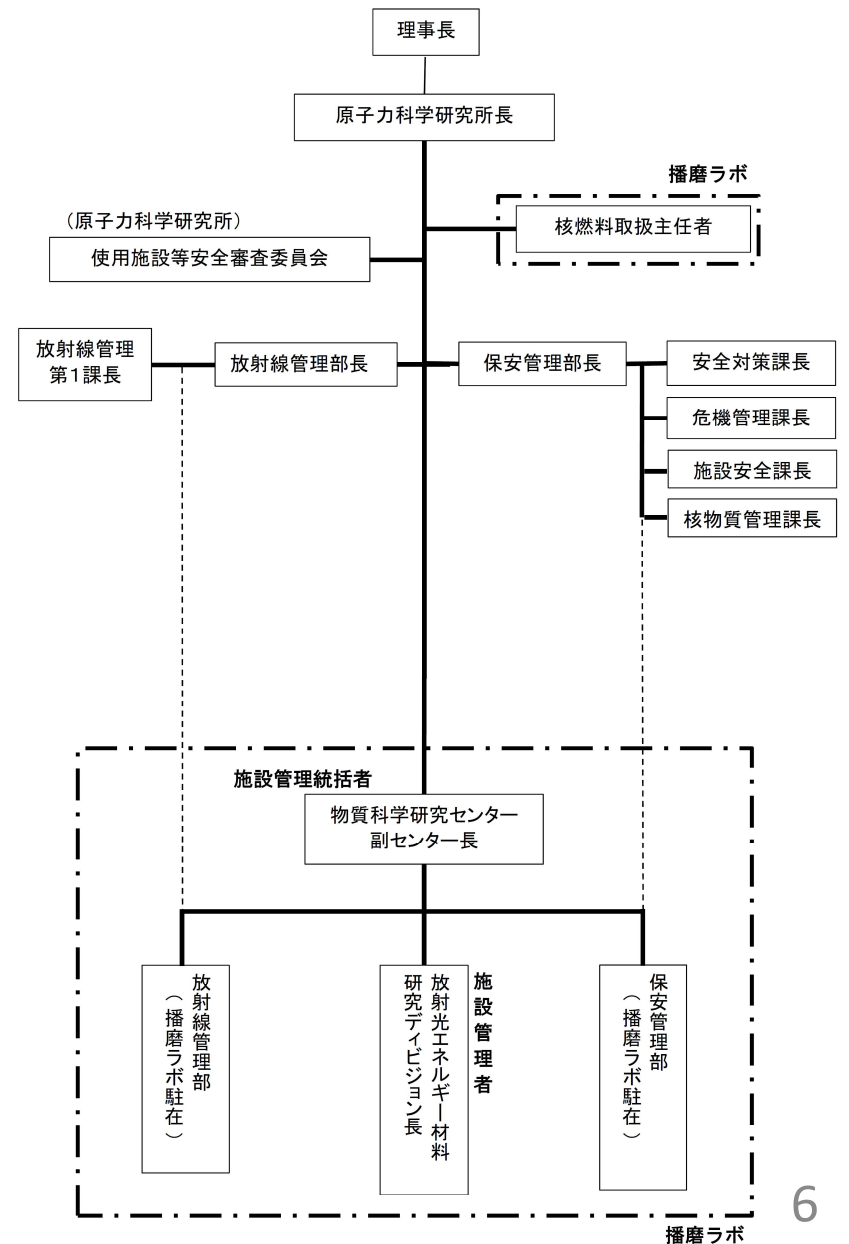 理事長
原子力科学研究所長
播磨ラボ
核燃料取扱主任者
（原子力科学研究所）
使用施設等安全審査委員会
放射線管理
第1課長
放射線管理部長
保安管理部長
安全対策課長
危機管理課長
施設安全課長
核物質管理課長
施設管理統括者
物質科学研究センター
副センター長
放射線管理部
（播磨ラボ駐在）
施設管理者
放射光エネルギー材料
研究ディビジョン長
保安管理部
（播磨ラボ駐在）
播磨ラボ
6